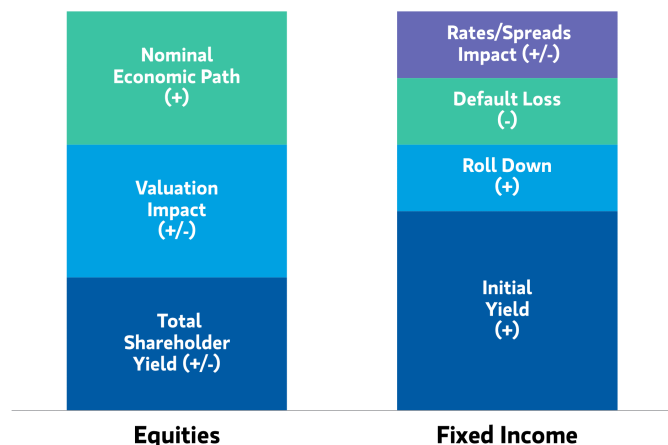 Nominal
Economic Path
(+)
Valuation
Impact
(+/-)
Total
Shareholder
Yield (+/-)
Equities
Rates/Spreads
Impact (+/-)
Default Loss
(-)
Roll Down
(+)
Initial
Yield
(+)
Fixed Income